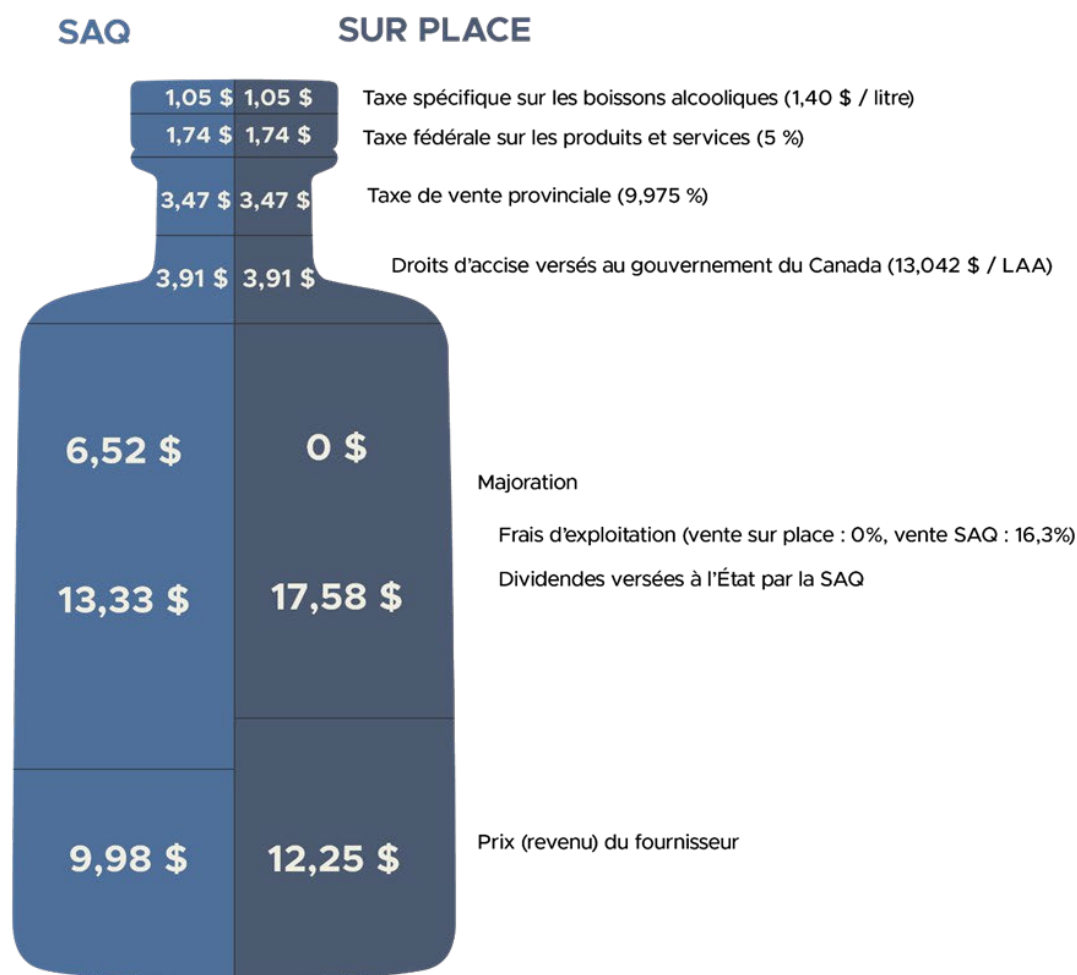 SAQ SUR PLACE
1,05 $ 1,05 $ Taxe spécifique sur les boissons alcooliques (1,40 $ / litre)
1,74 $ 1,74 $ Taxe fédérale sur les produits et services (5 %)
3,47 $ 3,47 $ Taxe de vente provinciale (9,975 %)
3,91 $ 3,91 $ Droits d’accise versés au gouvernement du Canada (13,042 $ / LAA)
6,52 $ 0 $
Majoration
Frais d’exploitation (vente sur place : 0%, vente SAQ : 16,3%)
13,33 $ 17,58 $ Dividendes versées à l’État par la SAQ
9,98 $ 12,25 $ Prix (revenu) du fournisseur